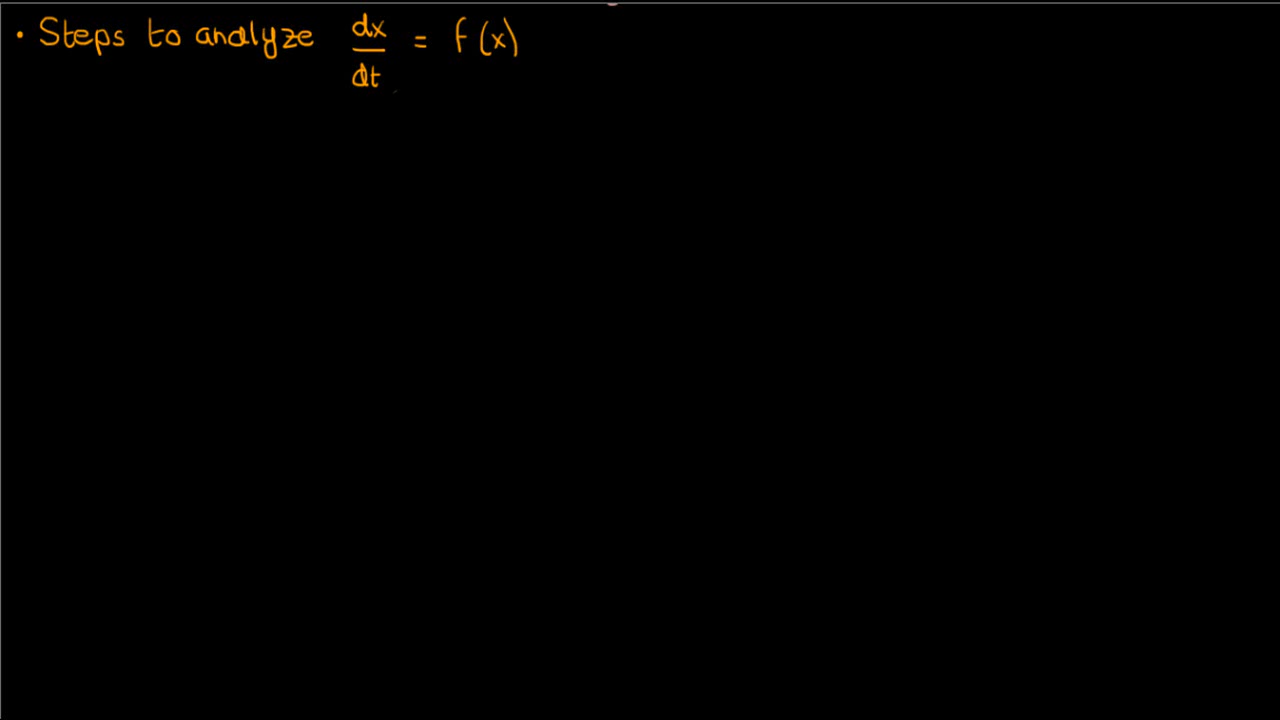 • Steps to analyze dx/dt = f(x)